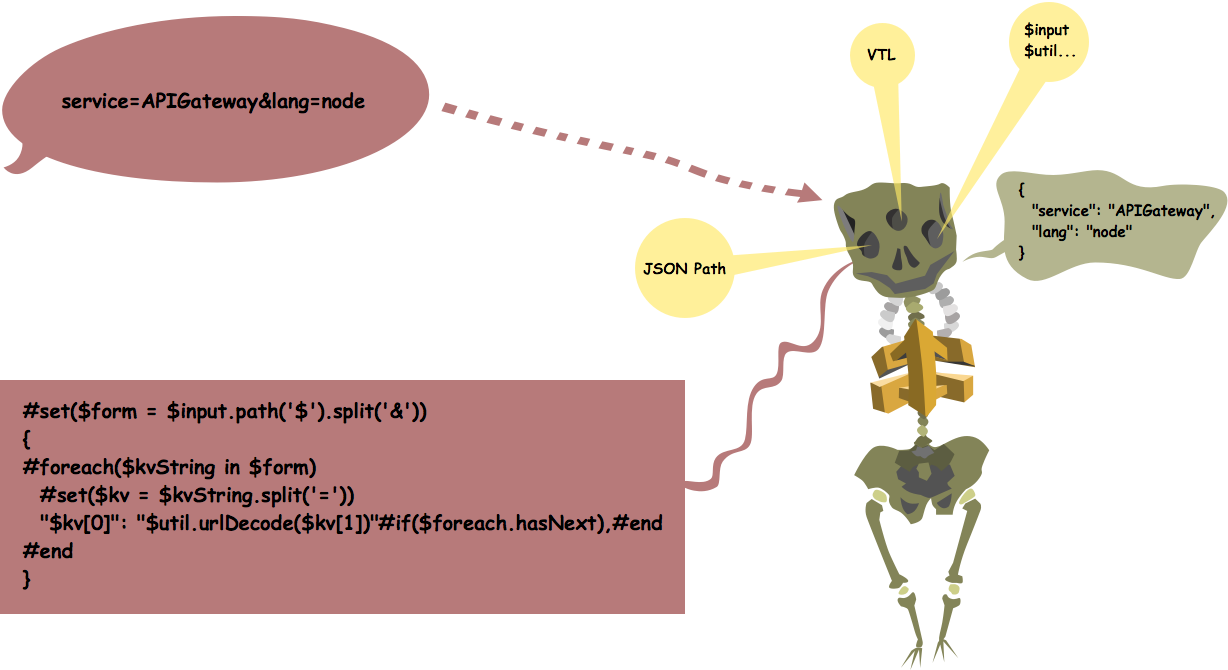 service=APIGateway&lang=node
VTL
$input
$util...
{
"service": "APIGateway",
"lang": "node"
}
JSON Path
#set($form = $input.path('$').split('&'))
{
#foreach($kvString in $form)
#set($kv = $kvString.split('='))
"$kv[0]": "$util.urlDecode($kv[1])"#if($foreach.hasNext),#end
#end
}